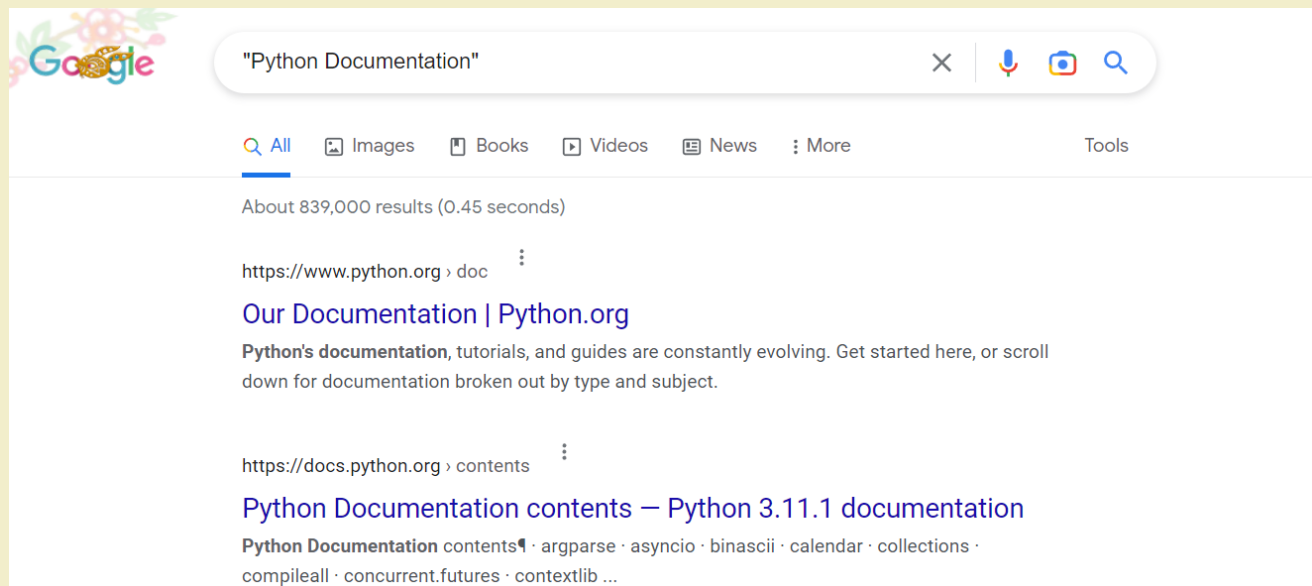 Google
"Python Documentation"
All Images Books Videos News More Tools
About 839,000 results (0.45 seconds)
https://www.python.org › doc
Our Documentation | Python.org
Python's documentation, tutorials, and guides are constantly evolving. Get started here, or scroll
down for documentation broken out by type and subject.
https://docs.python.org › contents
Python Documentation contents — Python 3.11.1 documentation
Python Documentation contents¶ · argparse · asyncio · binascii · calendar · collections ·
compileall · concurrent.futures · contextlib ...